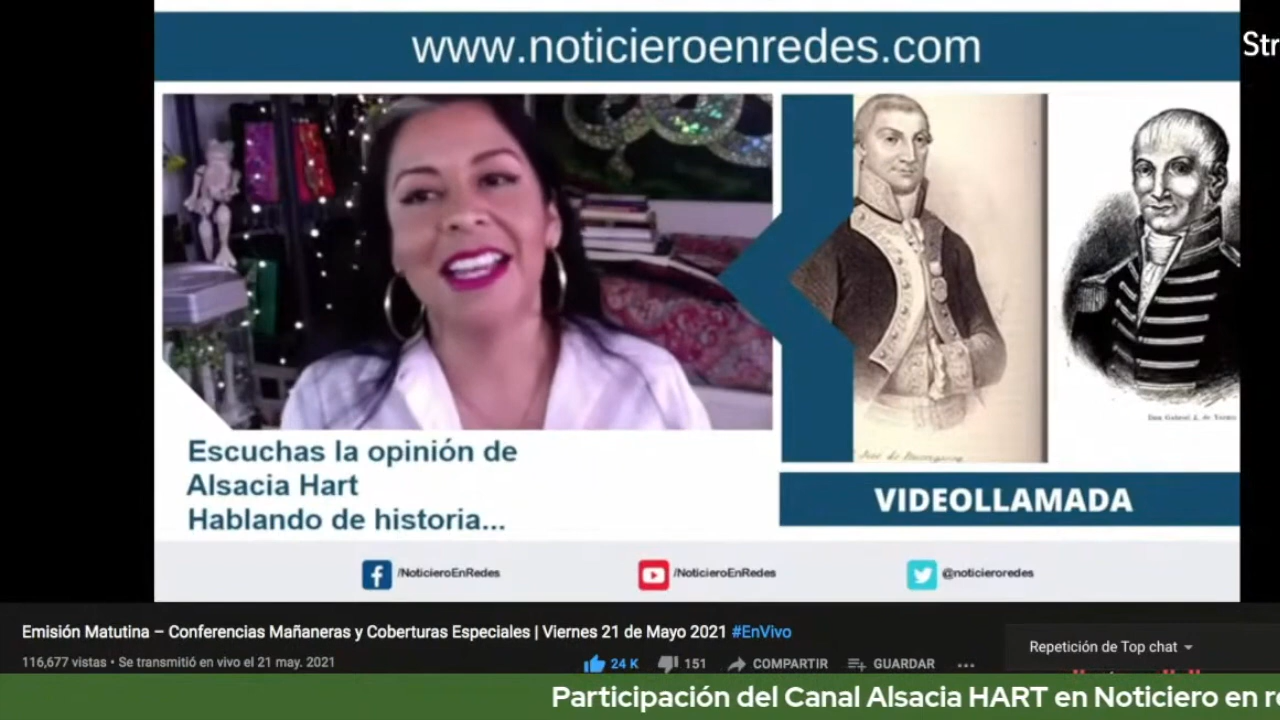 www.noticieroenredes.com
Str
Escuchas la opinión de
Alsacia Hart
Hablando de historia...
VIDEOLLAMADA
/NoticieroEnRedes
/NoticieroEnRedes
@noticieroredes
Emisión Matutina – Conferencias Mañaneras y Coberturas Especiales | Viernes 21 de Mayo 2021 #EnVivo
Repetición de Top chat
116,677 vistas • Se transmitió en vivo el 21 may. 2021
24 K
151
COMPARTIR
GUARDAR
Participación del Canal Alsacia HART en Noticiero en re